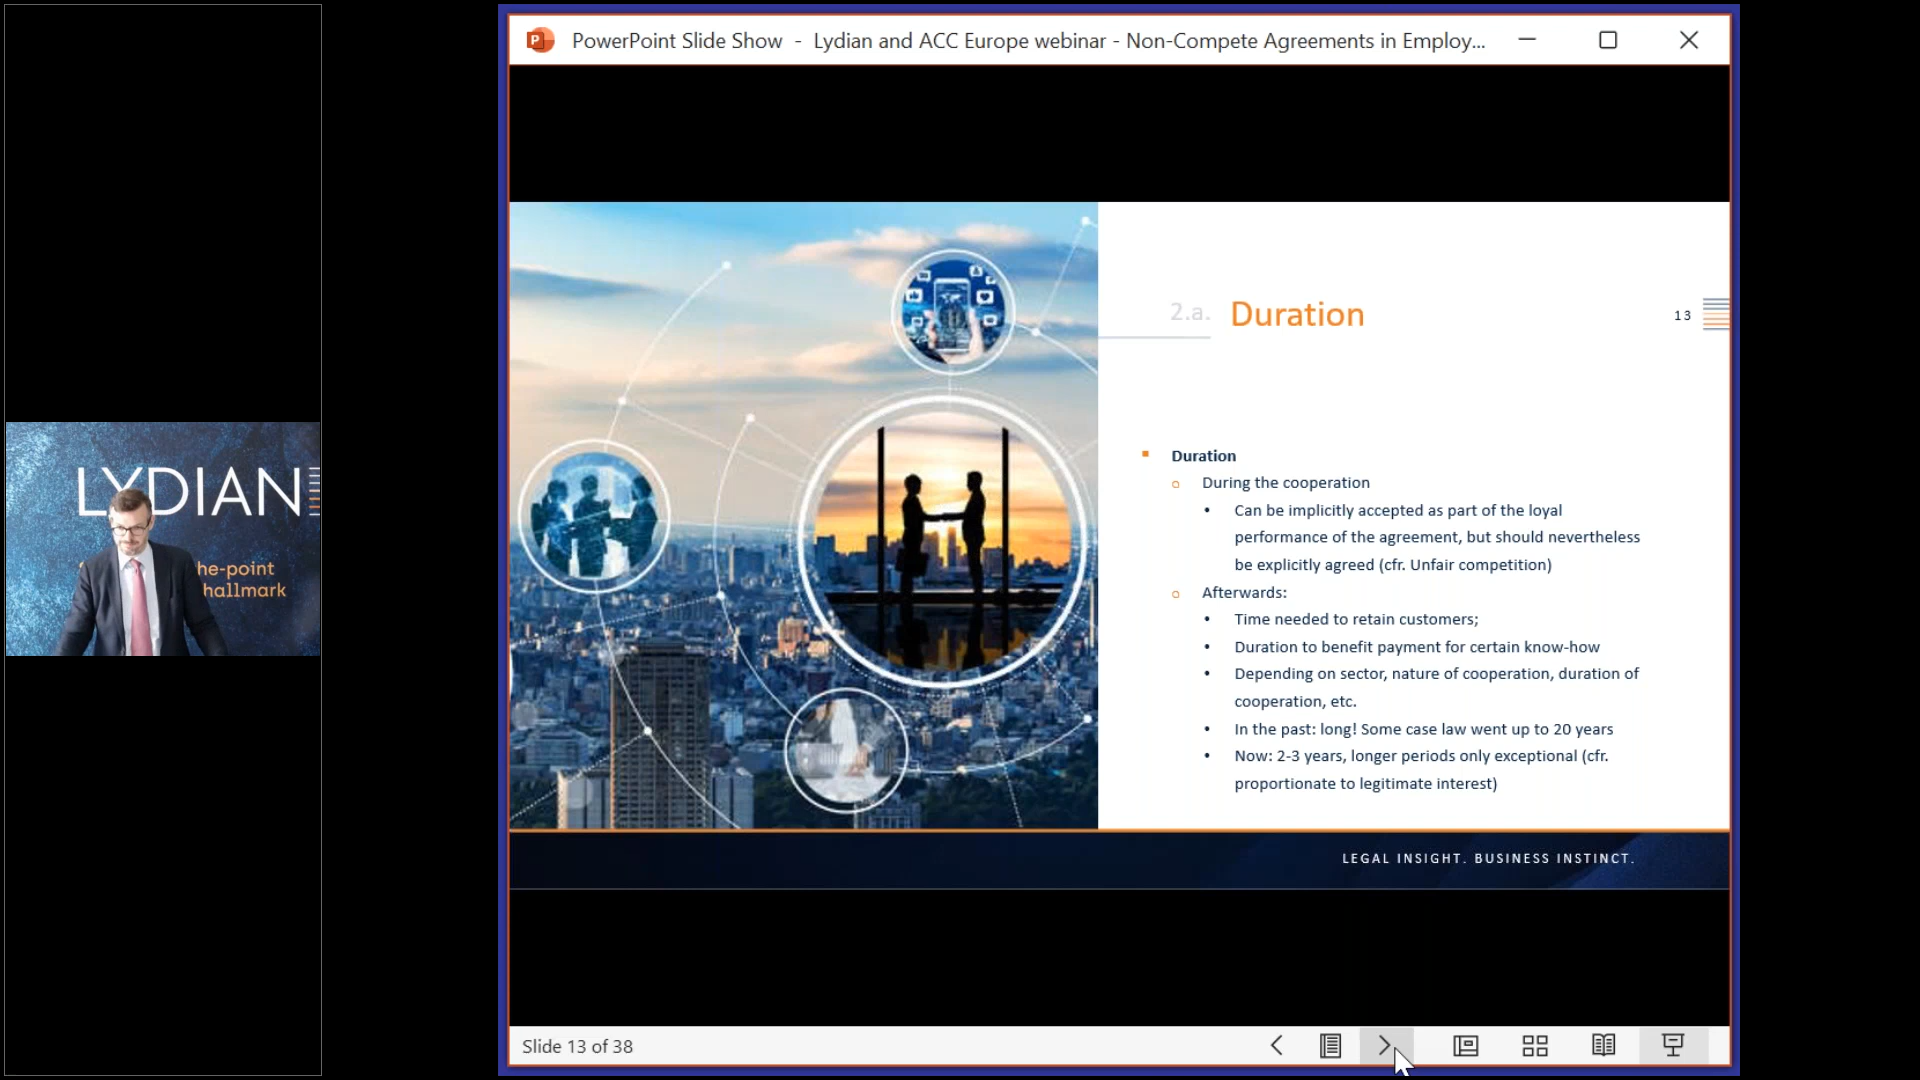 PowerPoint Slide Show - Lydian and ACC Europe webinar - Non-Compete Agreements in Employ...
LYDIAN
he-point
hallmark
2.a. Duration
13
Duration
During the cooperation
Can be implicitly accepted as part of the loyal
performance of the agreement, but should nevertheless
be explicitly agreed (cfr. Unfair competition)
Afterwards:
Time needed to retain customers;
Duration to benefit payment for certain know-how
Depending on sector, nature of cooperation, duration of
cooperation, etc.
In the past: long! Some case law went up to 20 years
Now: 2-3 years, longer periods only exceptional (cfr.
proportionate to legitimate interest)
LEGAL INSIGHT. BUSINESS INSTINCT.
Slide 13 of 38